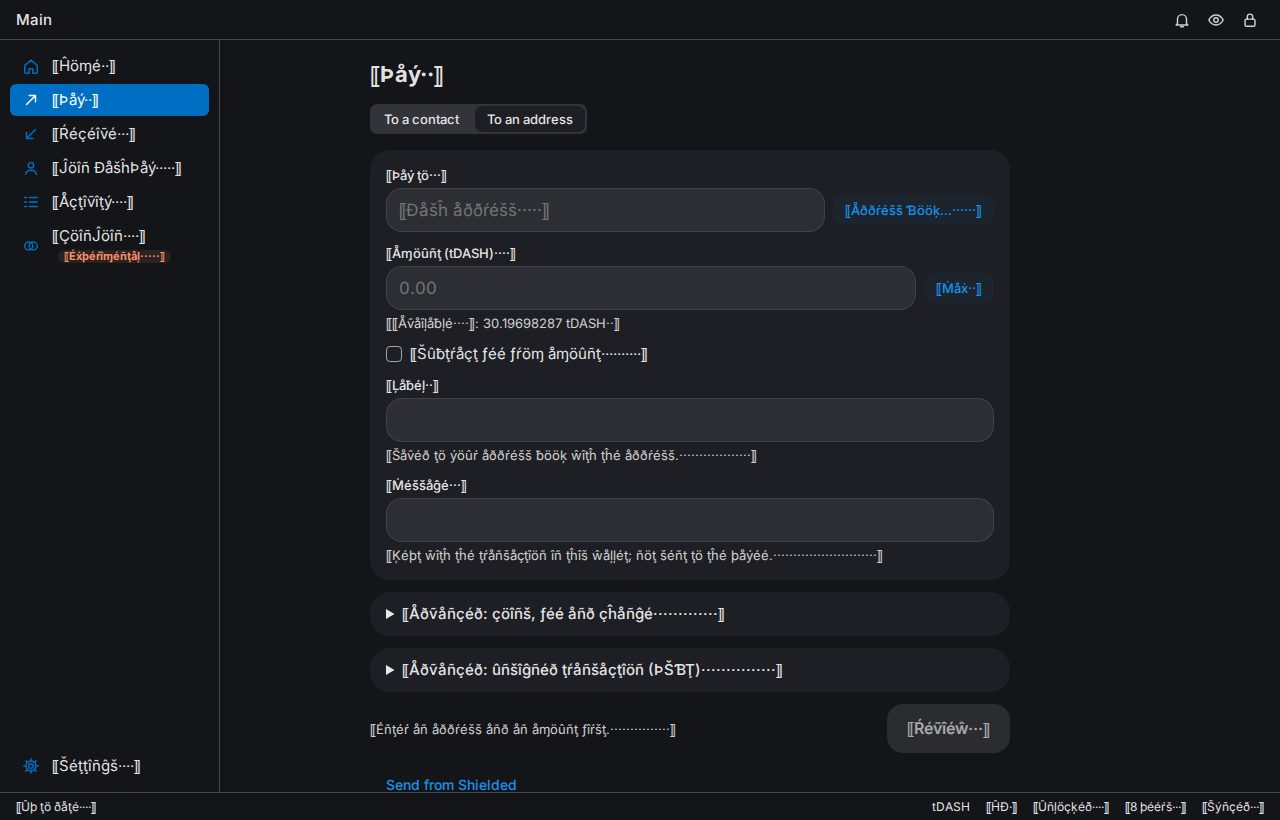 Main
⟦Ĥöɱé··⟧
⟦Þåý··⟧
⟦Ŕéçéîṽé···⟧
⟦Ĵöîñ ÐåšĥÞåý·····⟧
⟦Åçţîṽîţý····⟧
⟦ÇöîñĴöîñ····⟧
⟦Éẋþéŕîɱéñţåļ·····⟧
⟦Šéţţîñĝš····⟧
⟦Þåý··⟧
To a contact
To an address
⟦Þåý ţö···⟧
⟦Ðåšĥ åððŕéšš·····⟧
⟦Åððŕéšš Ɓööķ…······⟧
⟦Åɱöûñţ (tDASH)····⟧
0.00
⟦Ṁåẋ··⟧
⟦⟦Åṽåîļåƀļé····⟧: 30.19698287 tDASH··⟧
⟦Šûƀţŕåçţ ƒéé ƒŕöɱ åɱöûñţ··········⟧
⟦Ļåƀéļ··⟧
⟦Šåṽéð ţö ýöûŕ åððŕéšš ƀööķ ŵîţĥ ţĥé åððŕéšš.··················⟧
⟦Ṁéššåĝé···⟧
⟦Ķéþţ ŵîţĥ ţĥé ţŕåñšåçţîöñ îñ ţĥîš ŵåļļéţ; ñöţ šéñţ ţö ţĥé þåýéé.··························⟧
⟦Åðṽåñçéð: çöîñš, ƒéé åñð çĥåñĝé·············⟧
⟦Åðṽåñçéð: ûñšîĝñéð ţŕåñšåçţîöñ (ÞŠƁŢ)···············⟧
⟦Éñţéŕ åñ åððŕéšš åñð åñ åɱöûñţ ƒîŕšţ.···············⟧
⟦Ŕéṽîéŵ···⟧
Send from Shielded
⟦Ûþ ţö ðåţé····⟧
tDASH
⟦ĤÐ·⟧
⟦Ûñļöçķéð····⟧
⟦8 þééŕš···⟧
⟦Šýñçéð···⟧